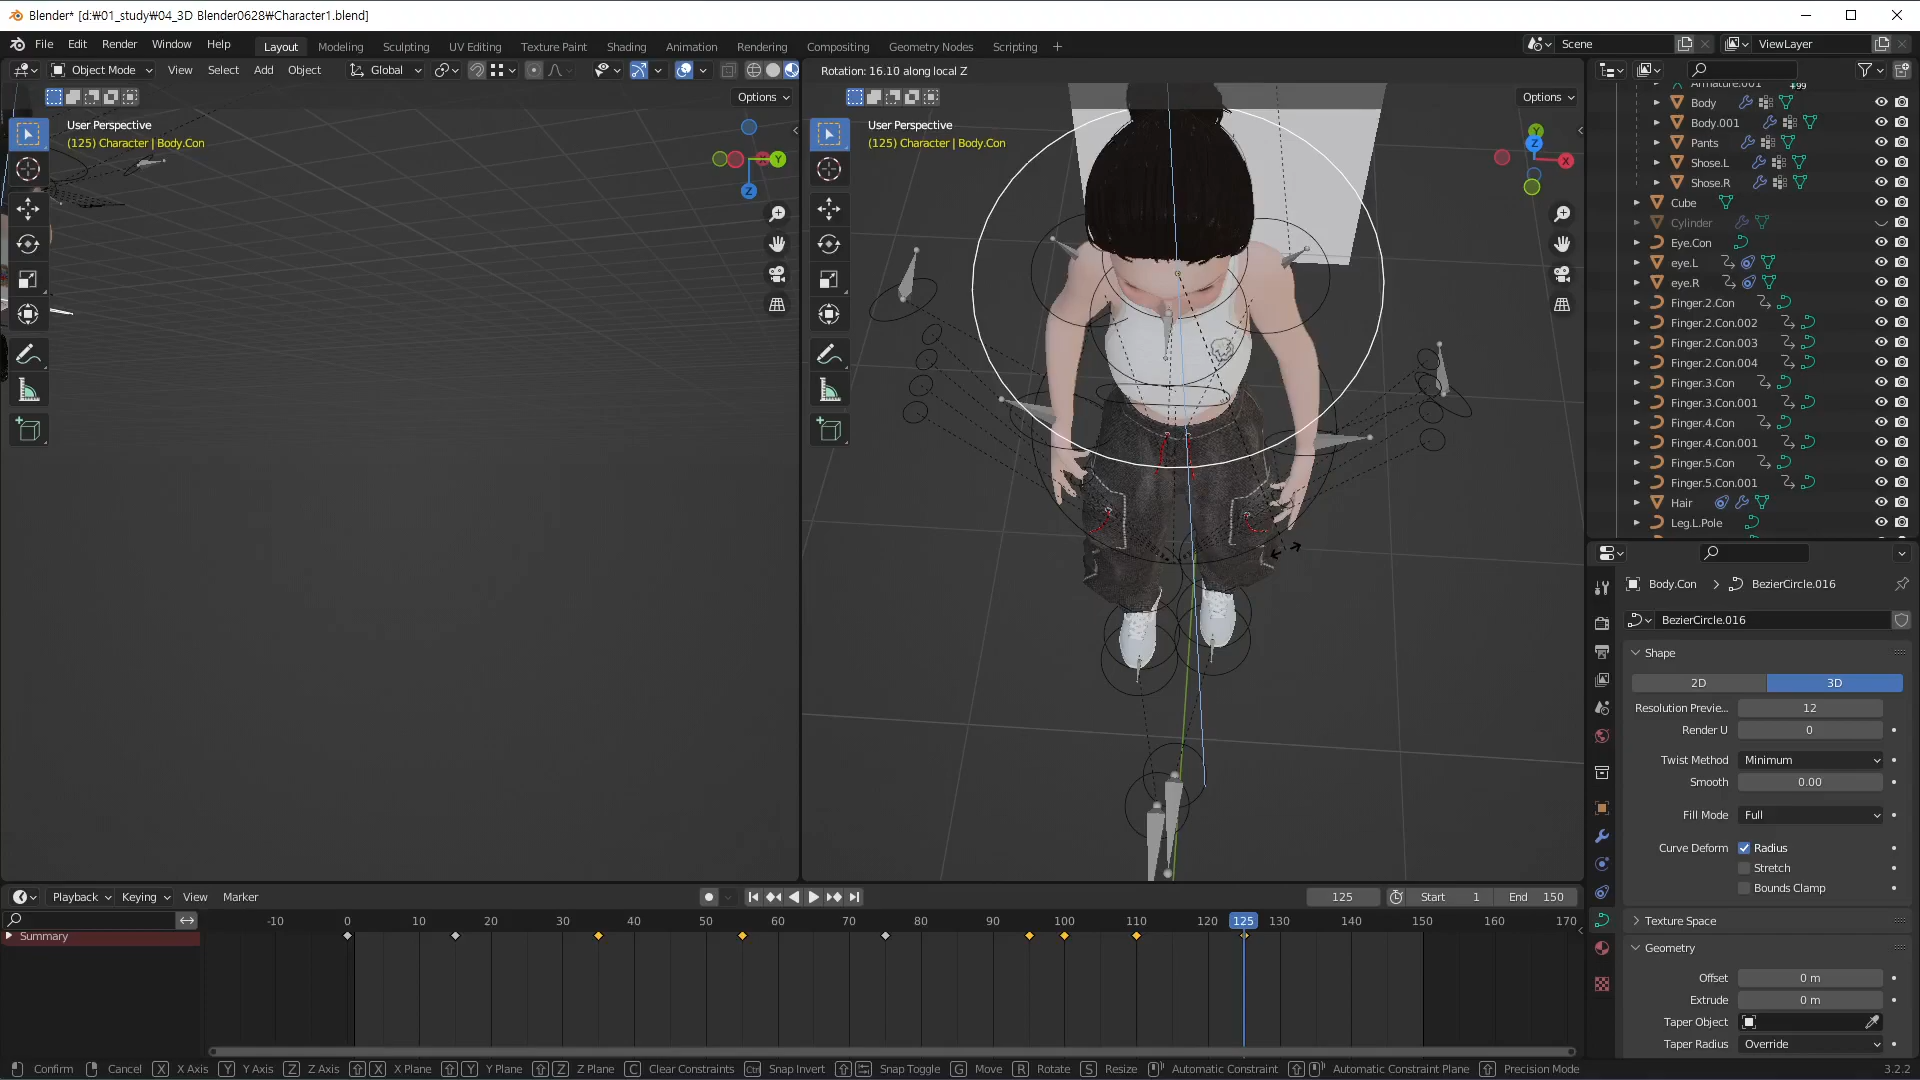 Blender* [d:₩01_study₩04_3D Blender0628₩Character1.blend]
File Edit Render Window Help Layout Modeling Sculpting UV Editing Texture Paint Shading Animation Rendering Compositing Geometry Nodes Scripting + Scene ViewLayer
Object Mode View Select Add Object Global
Rotation: 16.10 along local Z
Options
Options
User Perspective
(125) Character | Body.Con
Y
Z
User Perspective
(125) Character | Body.Con
Y
Z
X
+99
Body
Body.001
Pants
Shose.L
Shose.R
Cube
Cylinder
Eye.Con
eye.L
eye.R
Finger.2.Con
Finger.2.Con.002
Finger.2.Con.003
Finger.2.Con.004
Finger.3.Con
Finger.3.Con.001
Finger.4.Con
Finger.4.Con.001
Finger.5.Con
Finger.5.Con.001
Hair
Leg.L.Pole
Body.Con > BezierCircle.016
BezierCircle.016
Shape
2D 3D
Resolution Previe... 12
Render U 0
Twist Method Minimum
Smooth 0.00
Fill Mode Full
Curve Deform Radius
Stretch
Bounds Clamp
Texture Space
Geometry
Offset 0 m
Extrude 0 m
Taper Object
Taper Radius Override
Playback Keying View Marker 125 Start 1 End 150
-10 0 10 20 30 40 50 60 70 80 90 100 110 120 125 130 140 150 160 170
Summary
Confirm Cancel X X Axis Y Y Axis Z Z Axis X X Plane Y Y Plane Z Z Plane C Clear Constraints Ctrl Snap Invert Snap Toggle G Move R Rotate S Resize Automatic Constraint Automatic Constraint Plane Precision Mode 3.2.2